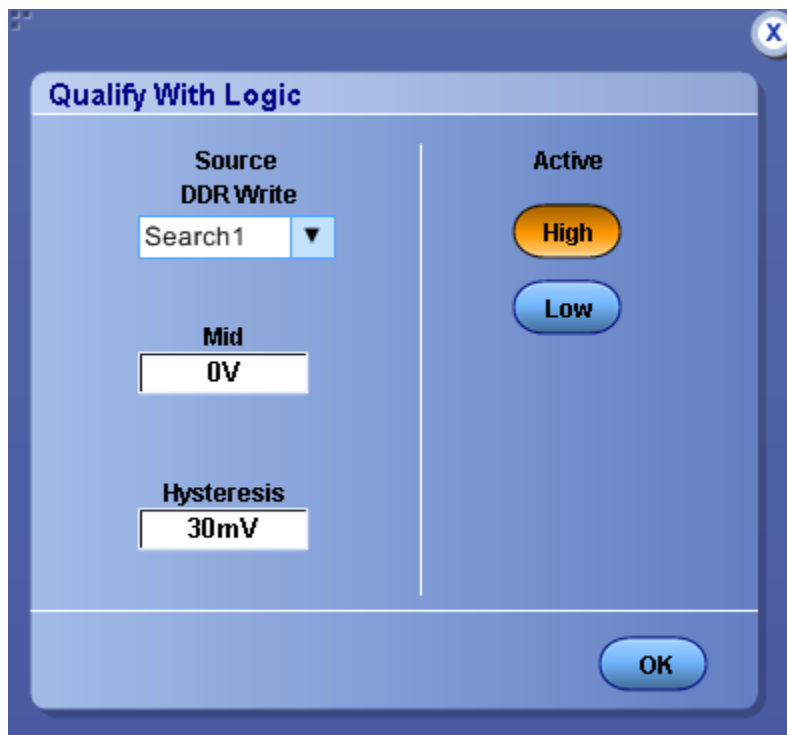 X
Qualify With Logic
Source
DDR Write
Search1
Mid
0V
Hysteresis
30mV
Active
High
Low
OK